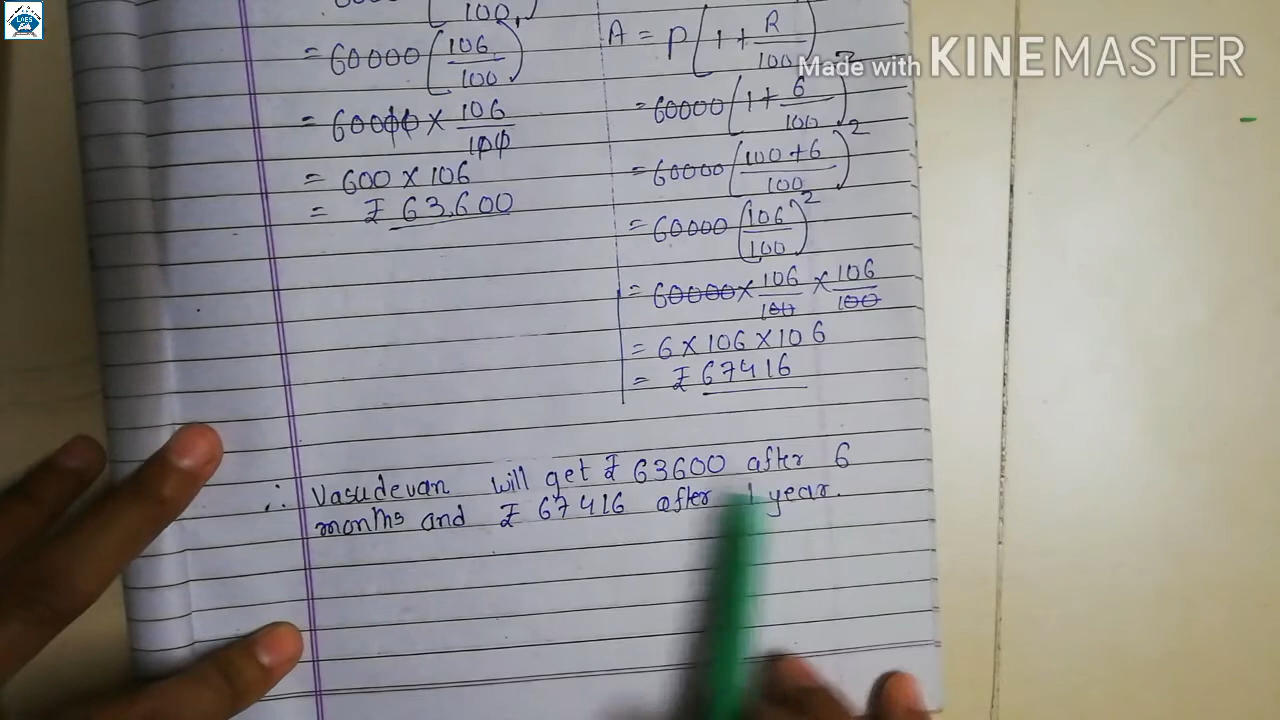 LAES
100
= 60000 (106/100)
= 60000 × 106/100
= 600 × 106
= ₹ 63,600
A = P(1 + R/100)
Made with KINEMASTER
= 60000 (1 + 6/100)²
= 60000 (100 + 6/100)²
= 60000 (106/100)²
= 60000 × 106/100 × 106/100
= 6 × 106 × 106
= ₹ 67416
∴ Vasudevan will get ₹ 63600 after 6
months and ₹ 67416 after 1 year.